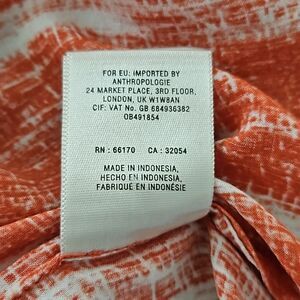 FOR EU: IMPORTED BY
ANTHROPOLOGIE
24 MARKET PLACE, 3RD FLOOR,
LONDON, UK W1W8AN
CIF: VAT No. GB 684936382
OB491854
RN : 66170 CA : 32054
MADE IN INDONESIA,
HECHO EN INDONESIA,
FABRIQUÉ EN INDONÉSIE